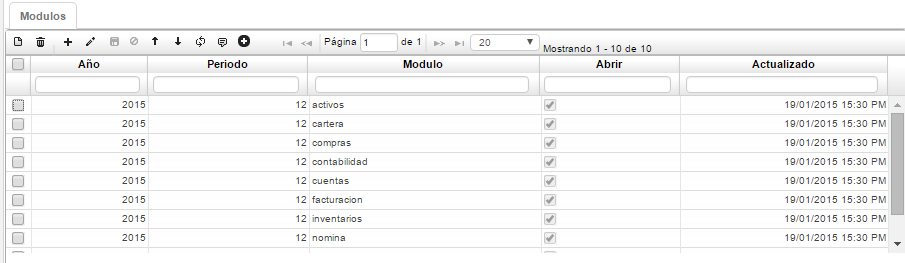 Modulos
Página 1 de 1 20 Mostrando 1 - 10 de 10
Año Periodo Modulo Abrir Actualizado
2015 12 activos 19/01/2015 15:30 PM
2015 12 cartera 19/01/2015 15:30 PM
2015 12 compras 19/01/2015 15:30 PM
2015 12 contabilidad 19/01/2015 15:30 PM
2015 12 cuentas 19/01/2015 15:30 PM
2015 12 facturacion 19/01/2015 15:30 PM
2015 12 inventarios 19/01/2015 15:30 PM
2015 12 nomina 19/01/2015 15:30 PM